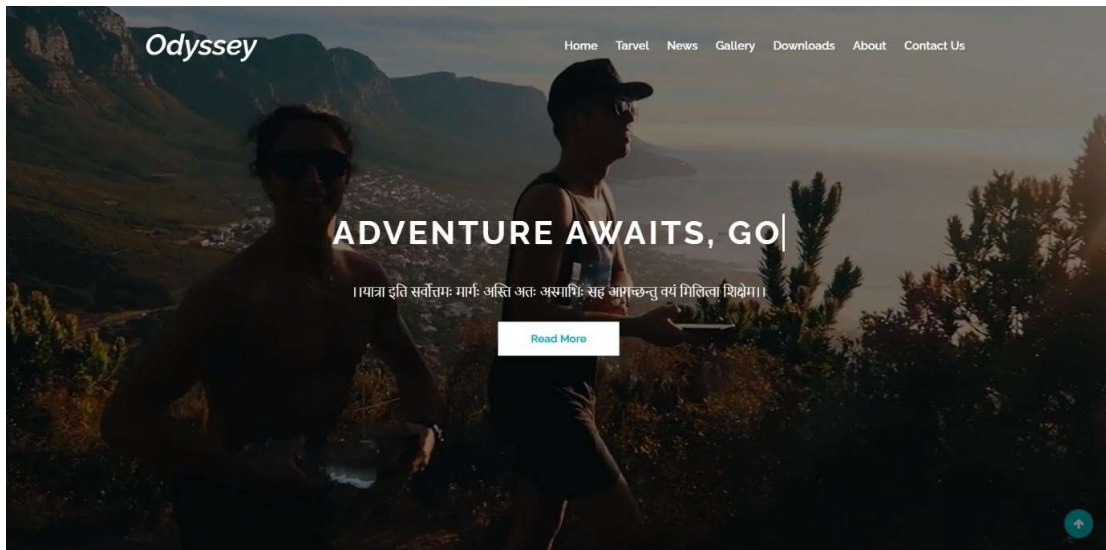 Odyssey
Home Tarvel News Gallery Downloads About Contact Us
ADVENTURE AWAITS, GO
।।यात्रा इति सर्वोत्तमः मार्गः अस्ति अतः अस्माभिः सह आगच्छन्तु वयं मिलित्वा शिक्षेम।।
Read More